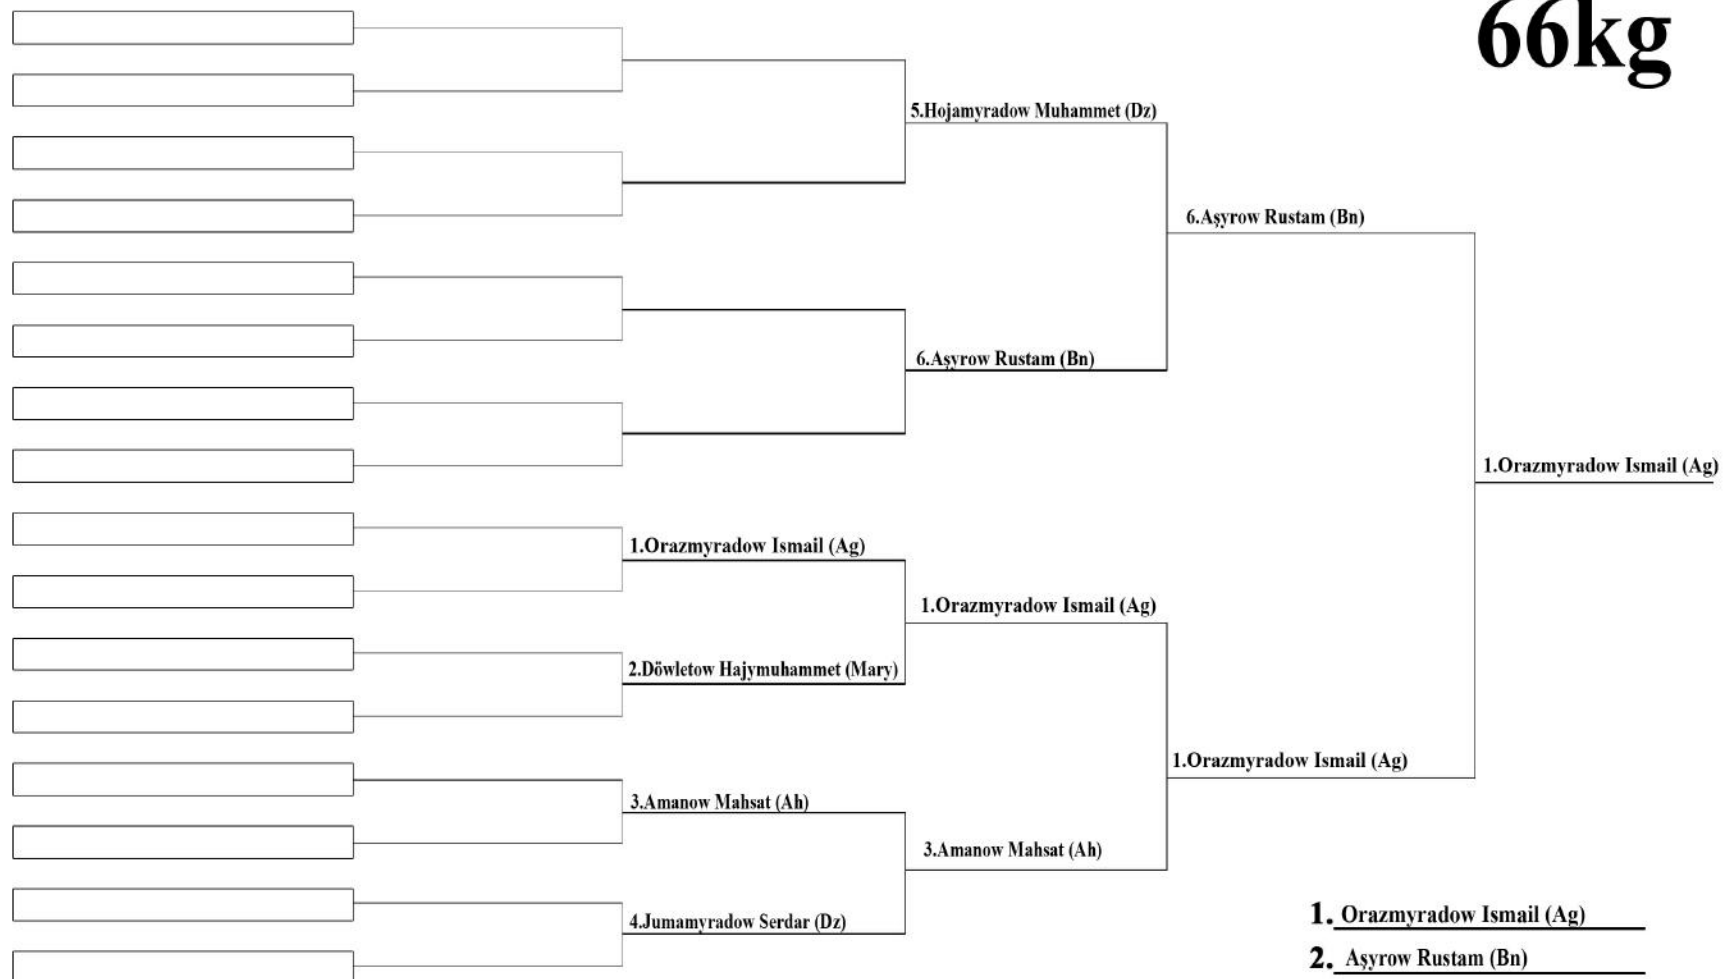 66kg
5.Hojamyradow Muhammet (Dz)
6.Aşyrow Rustam (Bn)
6.Aşyrow Rustam (Bn)
1.Orazmyradow Ismail (Ag)
1.Orazmyradow Ismail (Ag)
1.Orazmyradow Ismail (Ag)
2.Döwletow Hajymuhammet (Mary)
1.Orazmyradow Ismail (Ag)
3.Amanow Mahsat (Ah)
3.Amanow Mahsat (Ah)
4.Jumamyradow Serdar (Dz)
1. Orazmyradow Ismail (Ag)
2. Aşyrow Rustam (Bn)